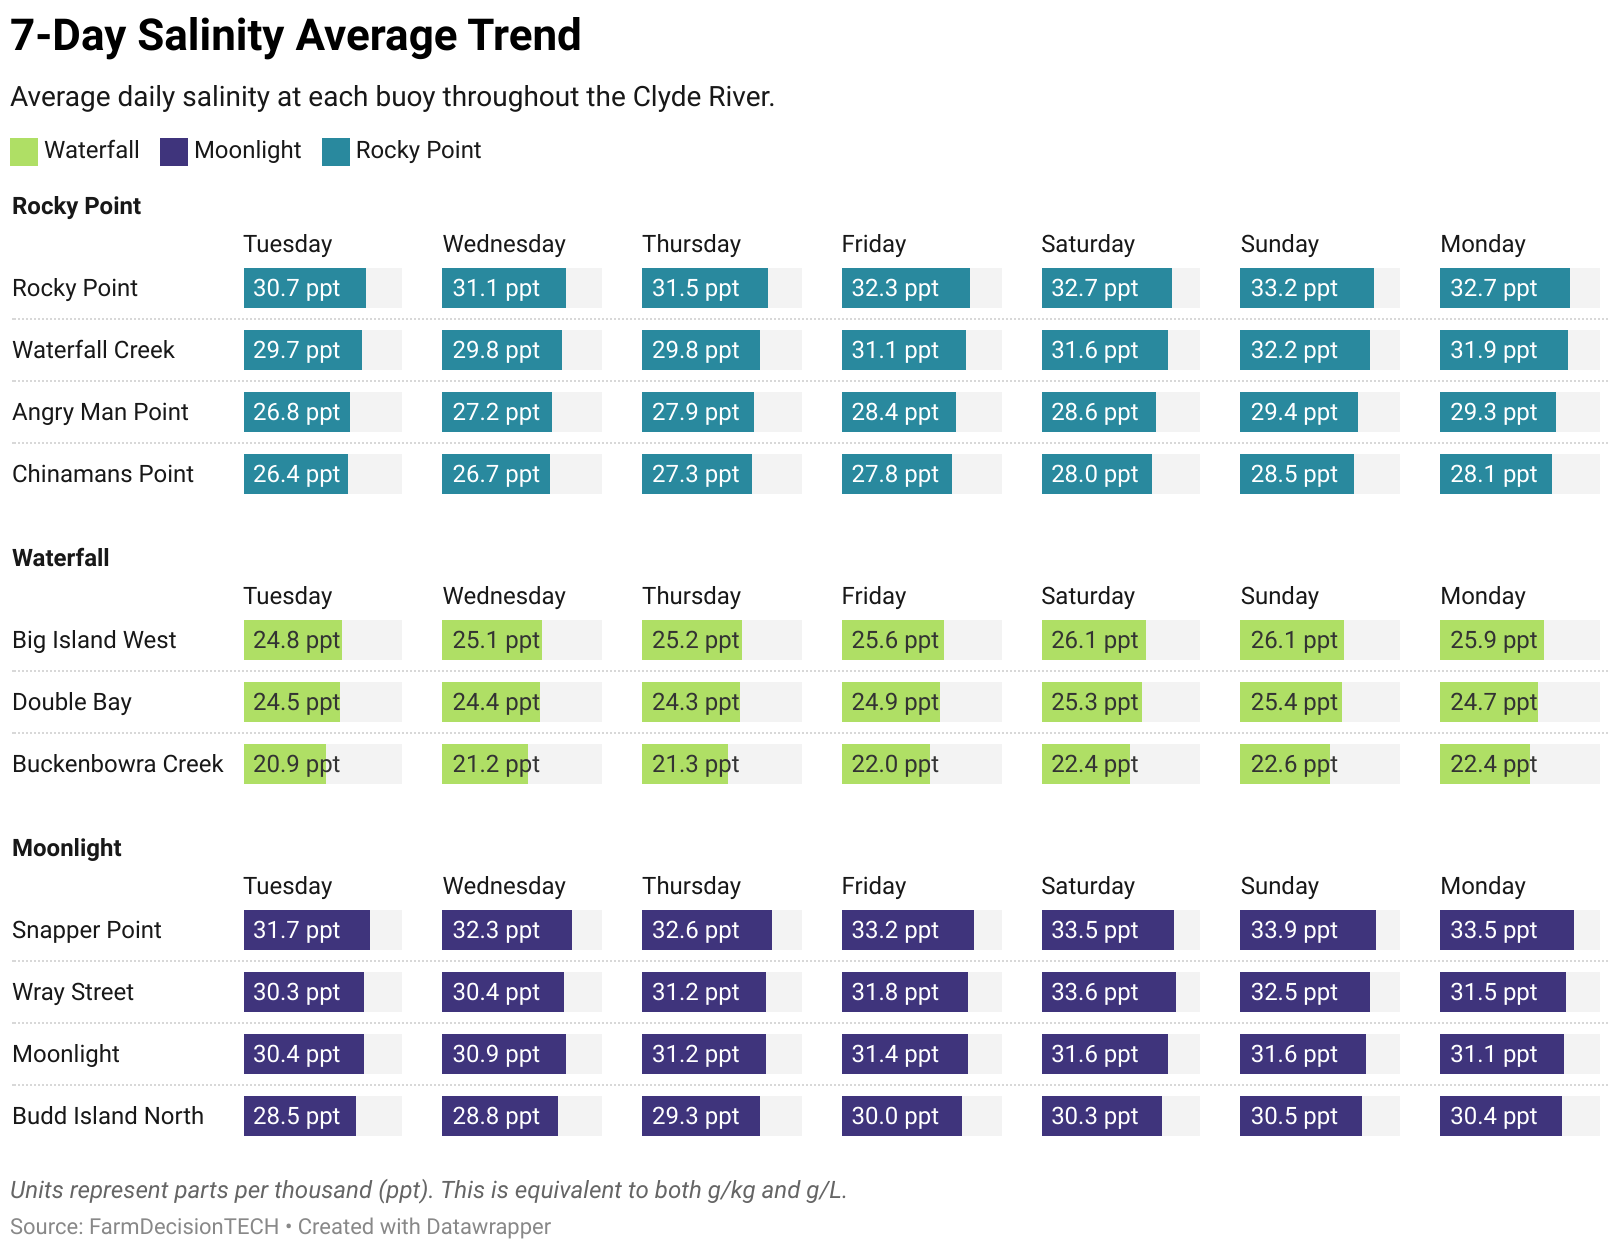 7-Day Salinity Average Trend
Average daily salinity at each buoy throughout the Clyde River.
Waterfall Moonlight Rocky Point
Rocky Point
Tuesday Wednesday Thursday Friday Saturday Sunday Monday
Rocky Point 30.7 ppt 31.1 ppt 31.5 ppt 32.3 ppt 32.7 ppt 33.2 ppt 32.7 ppt
Waterfall Creek 29.7 ppt 29.8 ppt 29.8 ppt 31.1 ppt 31.6 ppt 32.2 ppt 31.9 ppt
Angry Man Point 26.8 ppt 27.2 ppt 27.9 ppt 28.4 ppt 28.6 ppt 29.4 ppt 29.3 ppt
Chinamans Point 26.4 ppt 26.7 ppt 27.3 ppt 27.8 ppt 28.0 ppt 28.5 ppt 28.1 ppt
Waterfall
Tuesday Wednesday Thursday Friday Saturday Sunday Monday
Big Island West 24.8 ppt 25.1 ppt 25.2 ppt 25.6 ppt 26.1 ppt 26.1 ppt 25.9 ppt
Double Bay 24.5 ppt 24.4 ppt 24.3 ppt 24.9 ppt 25.3 ppt 25.4 ppt 24.7 ppt
Buckenbowra Creek 20.9 ppt 21.2 ppt 21.3 ppt 22.0 ppt 22.4 ppt 22.6 ppt 22.4 ppt
Moonlight
Tuesday Wednesday Thursday Friday Saturday Sunday Monday
Snapper Point 31.7 ppt 32.3 ppt 32.6 ppt 33.2 ppt 33.5 ppt 33.9 ppt 33.5 ppt
Wray Street 30.3 ppt 30.4 ppt 31.2 ppt 31.8 ppt 33.6 ppt 32.5 ppt 31.5 ppt
Moonlight 30.4 ppt 30.9 ppt 31.2 ppt 31.4 ppt 31.6 ppt 31.6 ppt 31.1 ppt
Budd Island North 28.5 ppt 28.8 ppt 29.3 ppt 30.0 ppt 30.3 ppt 30.5 ppt 30.4 ppt
Units represent parts per thousand (ppt). This is equivalent to both g/kg and g/L.
Source: FarmDecisionTECH • Created with Datawrapper